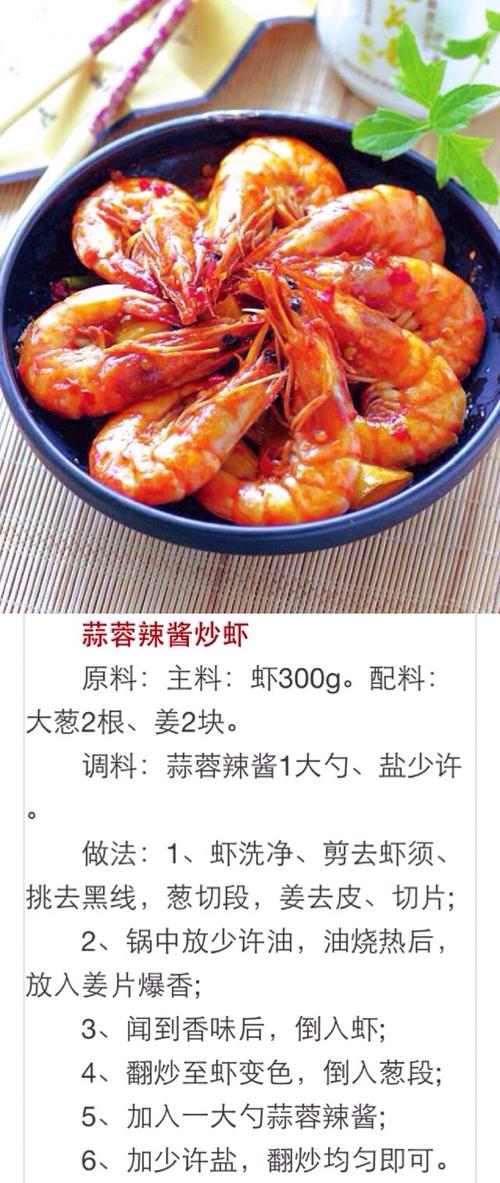 蒜蓉辣酱炒虾
原料：主料：虾300g。配料：
大葱2根、姜2块。
调料：蒜蓉辣酱1大勺、盐少许
。
做法：1、虾洗净、剪去虾须、
挑去黑线，葱切段，姜去皮、切片;
2、锅中放少许油，油烧热后，
放入姜片爆香;
3、闻到香味后，倒入虾;
4、翻炒至虾变色，倒入葱段;
5、加入一大勺蒜蓉辣酱;
6、加少许盐，翻炒均匀即可。